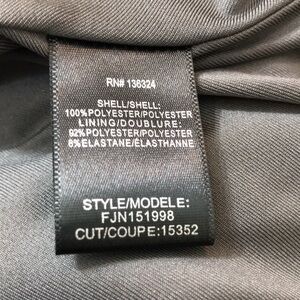 RN# 136324
SHELL/SHELL:
100%POLYESTER/POLYESTER
LINING/DOUBLURE:
92%POLYESTER/POLYESTER
8%ELASTANE/ÉLASTHANNE
STYLE/MODELE:
FJN151998
CUT/COUPE:15352